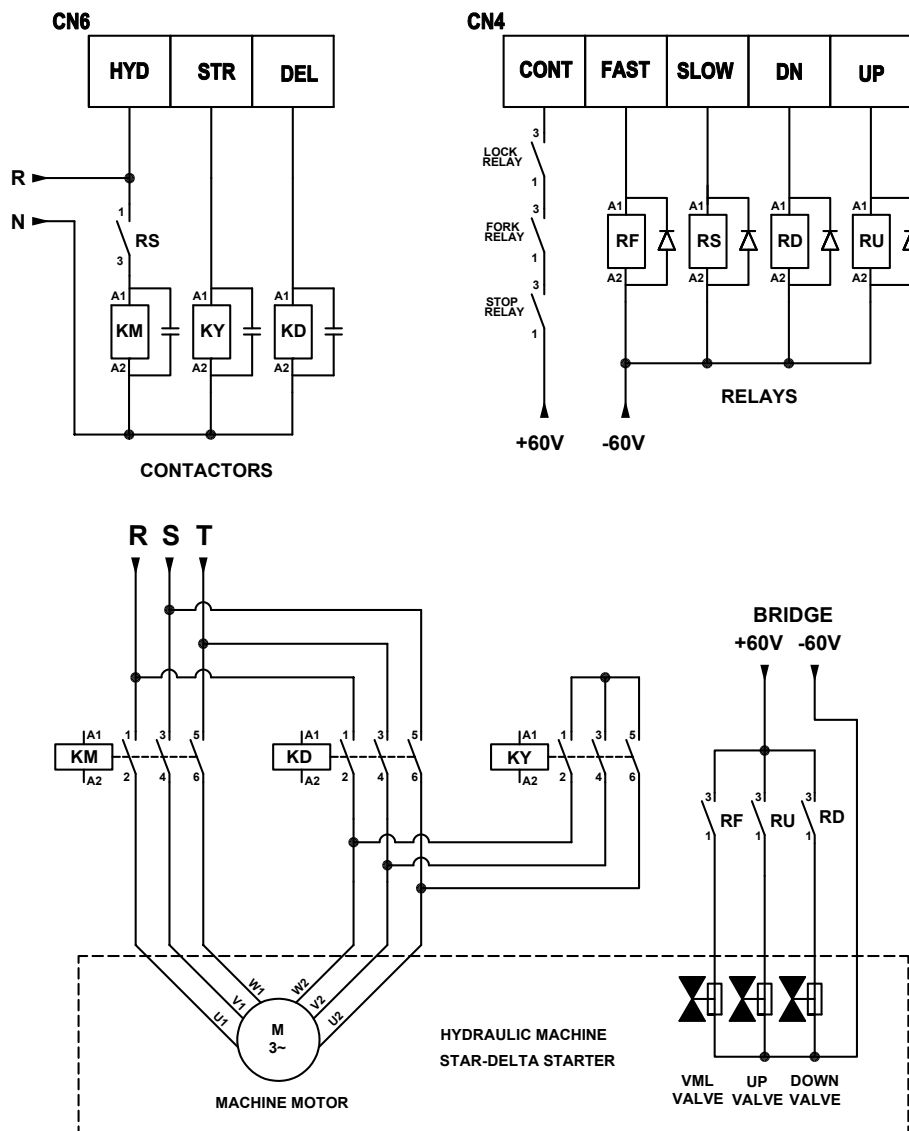 CN6
HYD STR DEL
R
N
1
RS
3
A1 A1 A1
KM KY KD
A2 A2 A2
CONTACTORS
CN4
CONT FAST SLOW DN UP
3
LOCK
RELAY
1
3
FORK
RELAY
1
3
STOP
RELAY
1
A1 A1 A1 A1
RF RS RD RU
A2 A2 A2 A2
RELAYS
+60V -60V
R S T
A1 1 3 5
KM
A2 2 4 6
A1 1 3 5
KD
A2 2 4 6
A1 1 3 5
KY
A2 2 4 6
BRIDGE
+60V -60V
3 3 3
RF RU RD
1 1 1
U1 V1 W1 W2 V2 U2
M
3~
MACHINE MOTOR
HYDRAULIC MACHINE
STAR-DELTA STARTER
VML
VALVE
UP
VALVE
DOWN
VALVE